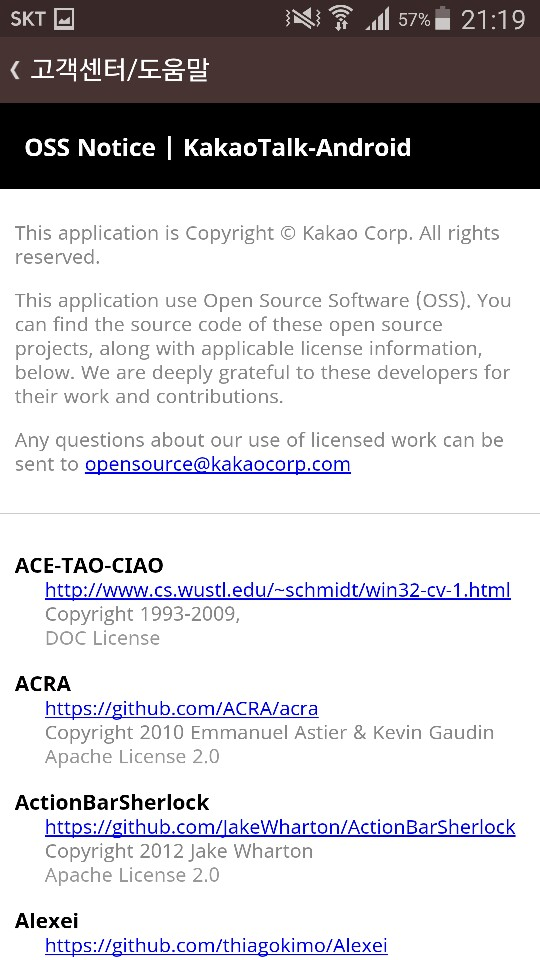 SKT 57% 21:19
고객센터/도움말
OSS Notice | KakaoTalk-Android
This application is Copyright © Kakao Corp. All rights
reserved.
This application use Open Source Software (OSS). You
can find the source code of these open source
projects, along with applicable license information,
below. We are deeply grateful to these developers for
their work and contributions.
Any questions about our use of licensed work can be
sent to opensource@kakaocorp.com
ACE-TAO-CIAO
http://www.cs.wustl.edu/~schmidt/win32-cv-1.html
Copyright 1993-2009,
DOC License
ACRA
https://github.com/ACRA/acra
Copyright 2010 Emmanuel Astier & Kevin Gaudin
Apache License 2.0
ActionBarSherlock
https://github.com/JakeWharton/ActionBarSherlock
Copyright 2012 Jake Wharton
Apache License 2.0
Alexei
https://github.com/thiagokimo/Alexei